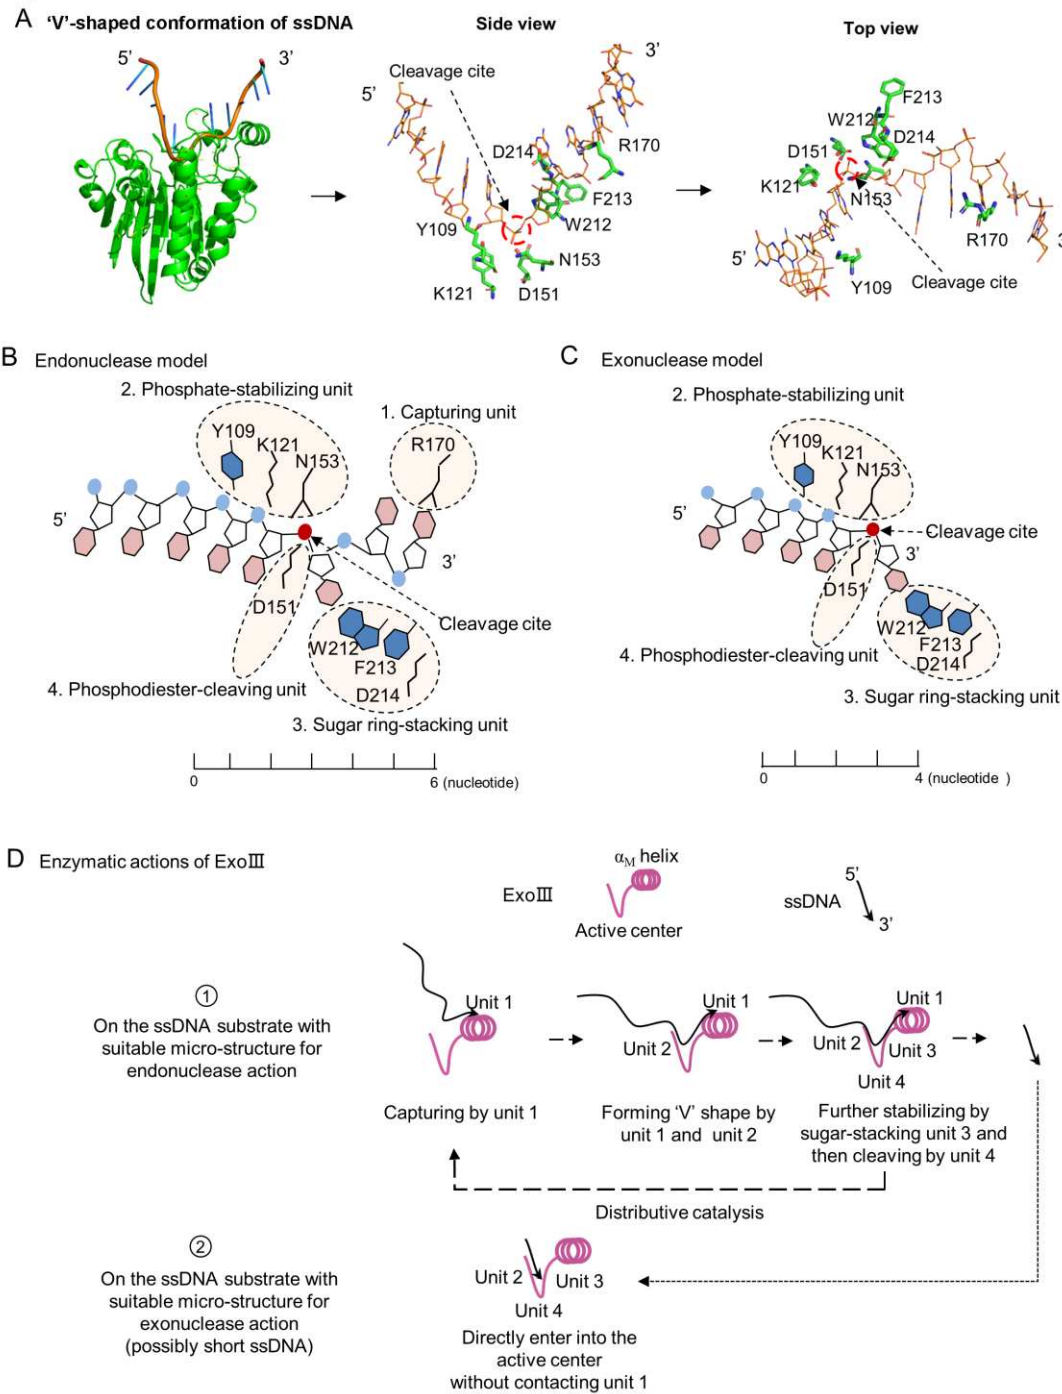 A 'V'-shaped conformation of ssDNA
5'
3'
Side view
Cleavage cite
5'
3'
D214
R170
F213
Y109
W212
N153
K121
D151
Top view
F213
W212
D214
D151
K121
N153
R170
5'
3
Y109
Cleavage cite
B Endonuclease model
2. Phosphate-stabilizing unit
1. Capturing unit
Y109
K121
N153
R170
5'
3'
D151
Cleavage cite
W212
F213
D214
4. Phosphodiester-cleaving unit
3. Sugar ring-stacking unit
0
6 (nucleotide)
C Exonuclease model
2. Phosphate-stabilizing unit
Y109
K121
N153
5'
Cleavage cite
3'
D151
W212
F213
D214
4. Phosphodiester-cleaving unit
3. Sugar ring-stacking unit
0
4 (nucleotide )
D Enzymatic actions of ExoⅢ
αM helix
ExoⅢ
Active center
ssDNA
5'
3'
①
On the ssDNA substrate with
suitable micro-structure for
endonuclease action
Unit 1
Capturing by unit 1
Unit 1
Unit 2
Forming 'V' shape by
unit 1 and unit 2
Unit 1
Unit 2
Unit 3
Unit 4
Further stabilizing by
sugar-stacking unit 3 and
then cleaving by unit 4
Distributive catalysis
②
On the ssDNA substrate with
suitable micro-structure for
exonuclease action
(possibly short ssDNA)
Unit 2
Unit 3
Unit 4
Directly enter into the
active center
without contacting unit 1